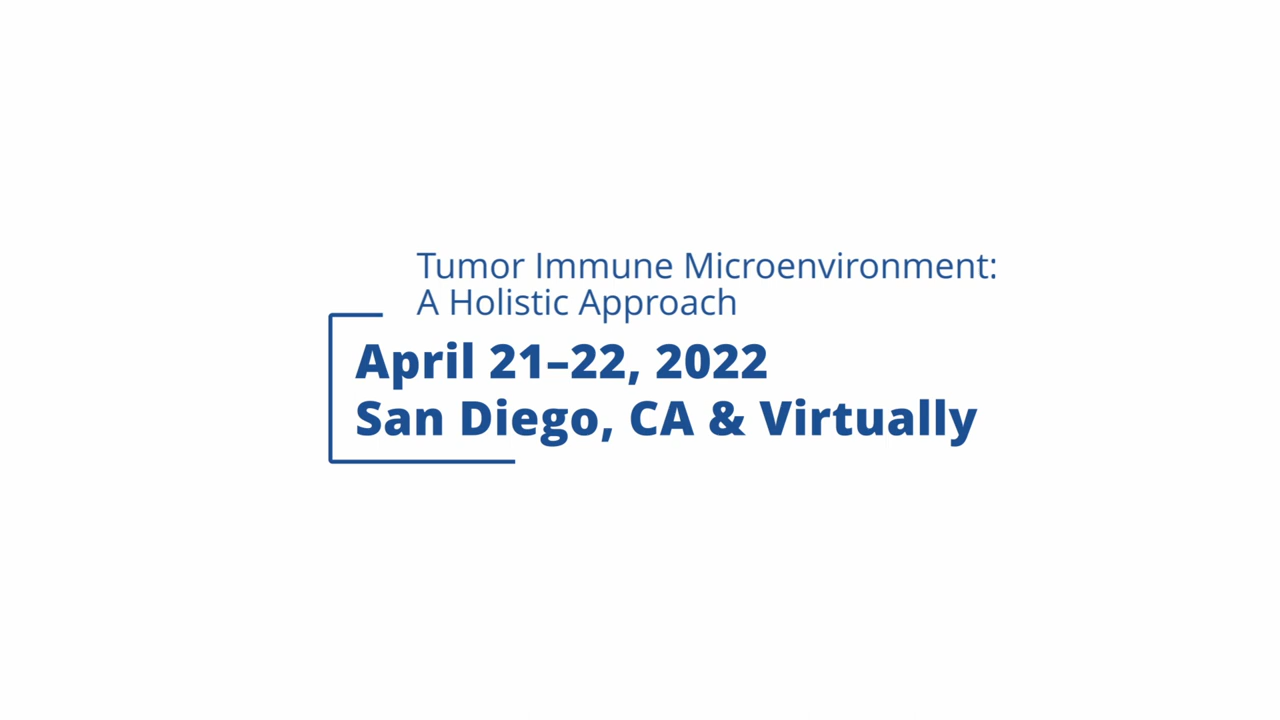 Tumor Immune Microenvironment:
A Holistic Approach
April 21–22, 2022
San Diego, CA & Virtually